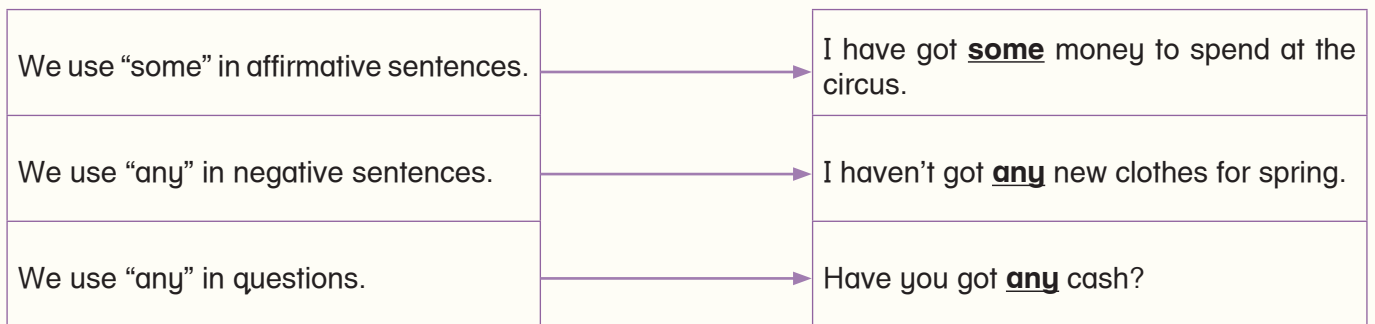 We use “some” in affirmative sentences.
I have got some money to spend at the
circus.
We use “any” in negative sentences.
I haven’t got any new clothes for spring.
We use “any” in questions.
Have you got any cash?